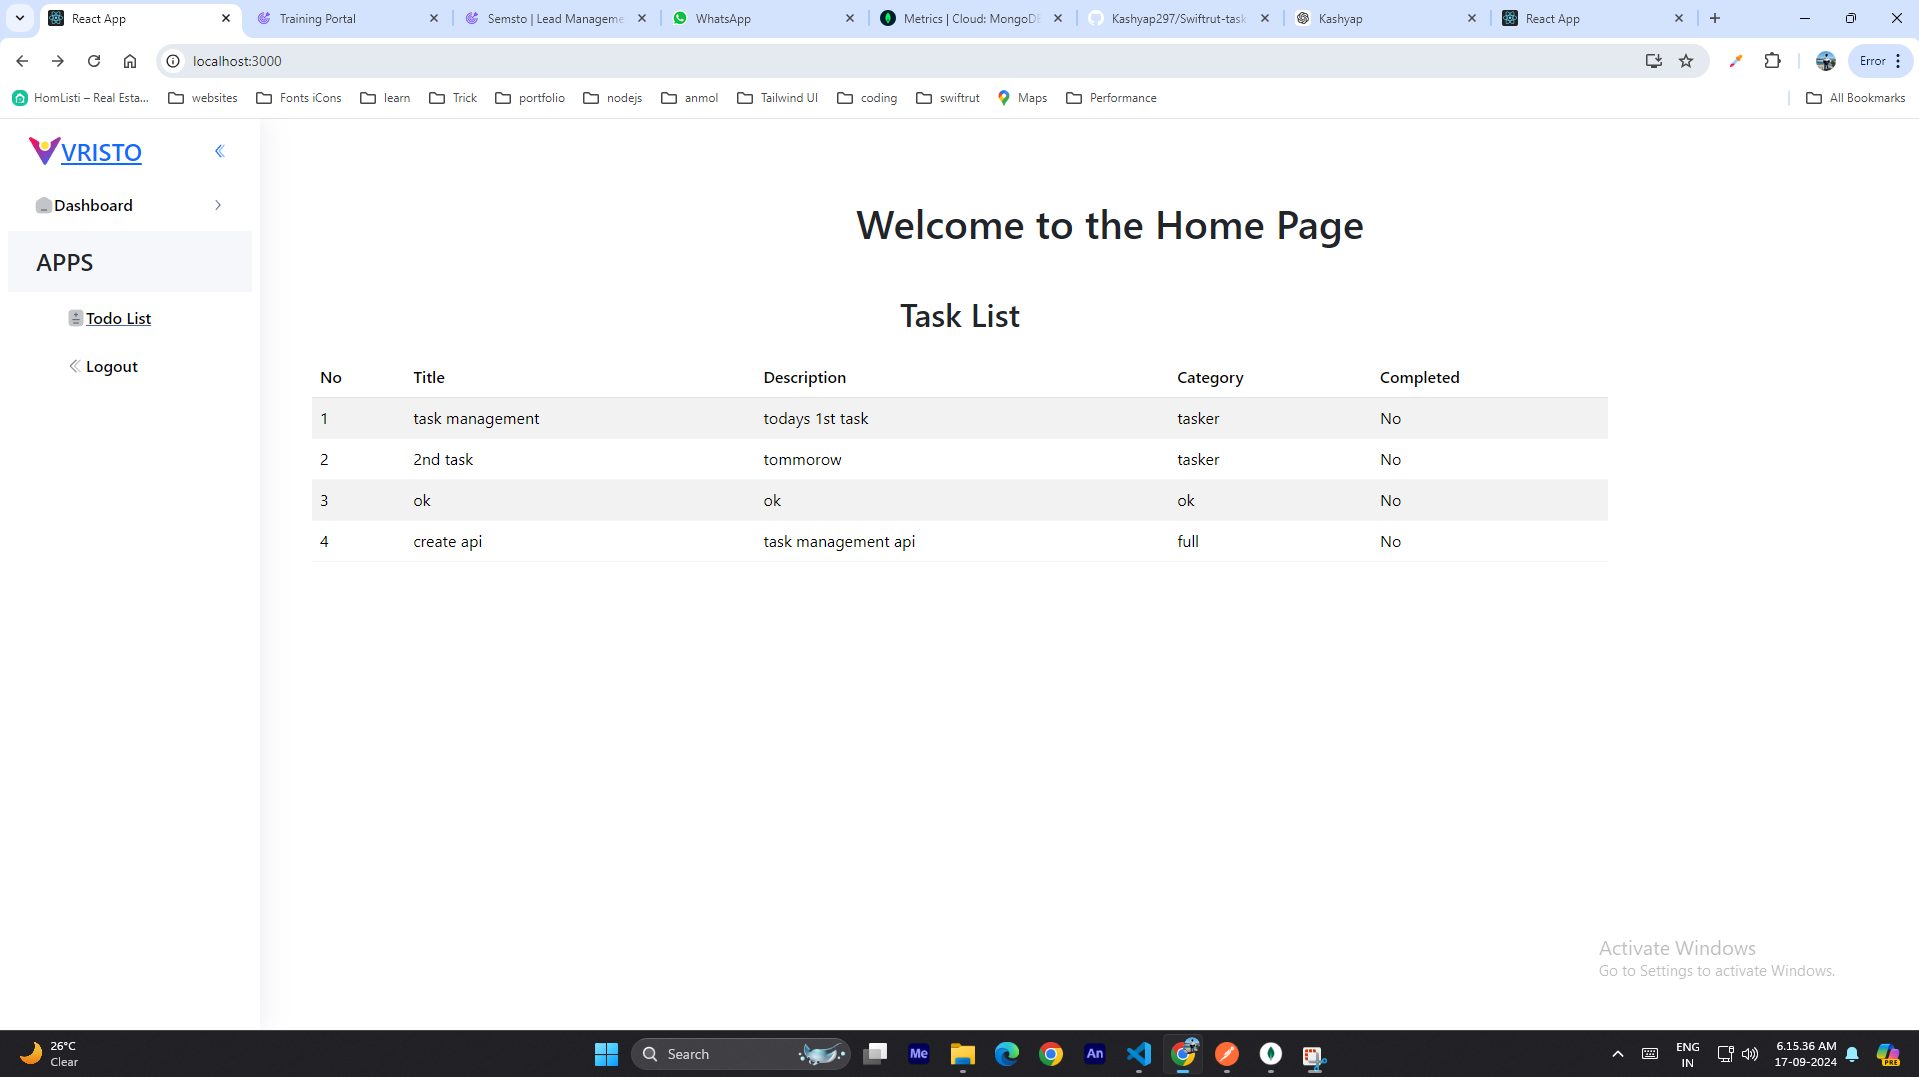 React App
Training Portal
Semsto | Lead Manageme
WhatsApp
Metrics | Cloud: MongoDB
Kashyap297/Swiftrut-task
Kashyap
React App
localhost:3000
Error
HomListi – Real Esta...
websites
Fonts iCons
learn
Trick
portfolio
nodejs
anmol
Tailwind UI
coding
swiftrut
Maps
Performance
All Bookmarks
VRISTO
Dashboard
APPS
Todo List
Logout
Welcome to the Home Page
Task List
No Title Description Category Completed
1 task management todays 1st task tasker No
2 2nd task tommorow tasker No
3 ok ok ok No
4 create api task management api full No
Activate Windows
Go to Settings to activate Windows.
26°C
Clear
Search
Me
An
ENG
IN
6.15.36 AM
17-09-2024
PRE